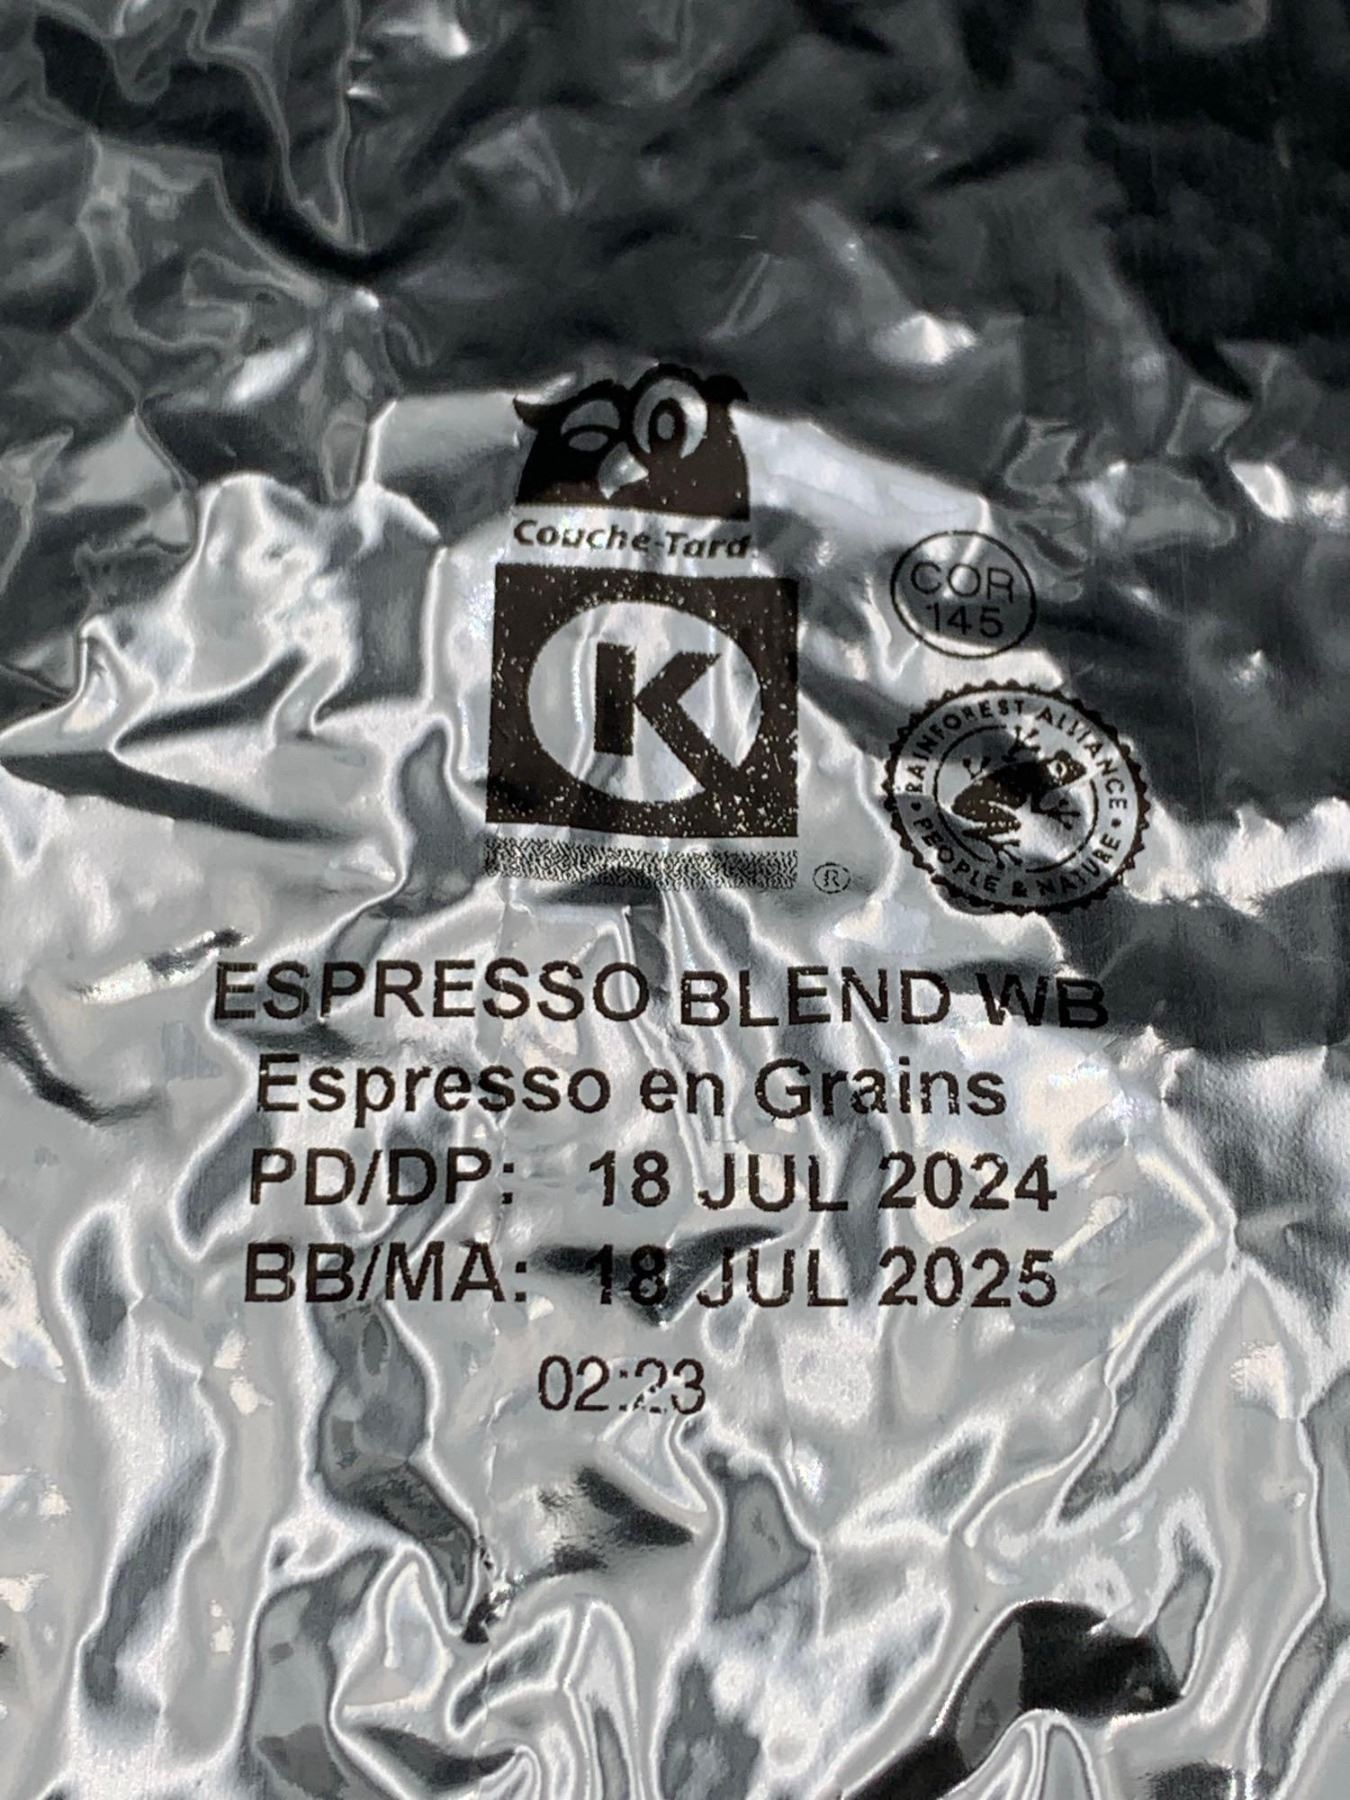 Couche-Tard
K
®
COR
145
RAINFOREST ALLIANCE
PEOPLE & NATURE
ESPRESSO BLEND WB
Espresso en Grains
PD/DP: 18 JUL 2024
BB/MA: 18 JUL 2025
02:23